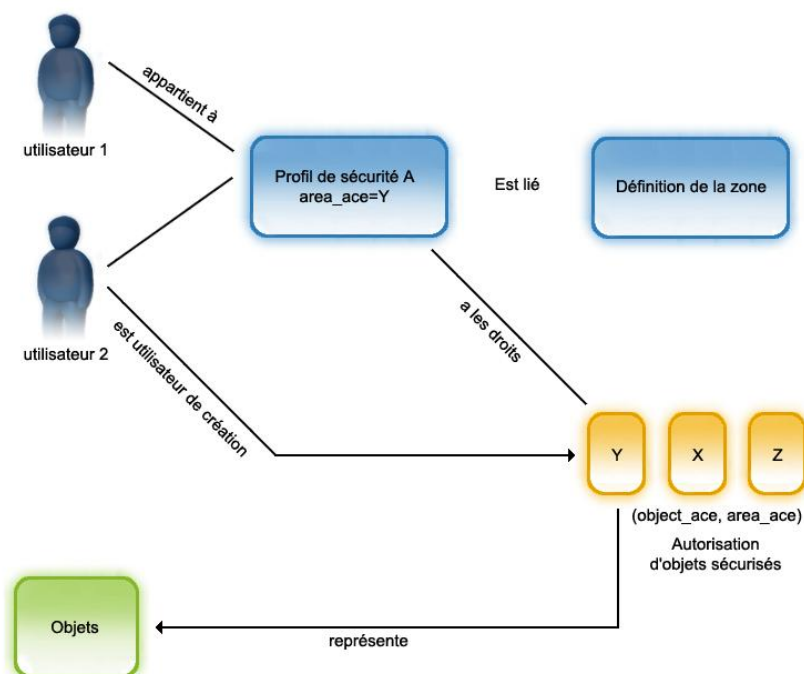 appartient à
utilisateur 1
Profil de sécurité A
area_ace=Y
Est lié
Définition de la zone
utilisateur 2
est utilisateur de création
a les droits
Y
X
Z
(object_ace, area_ace)
Autorisation
d'objets sécurisés
Objets
représente